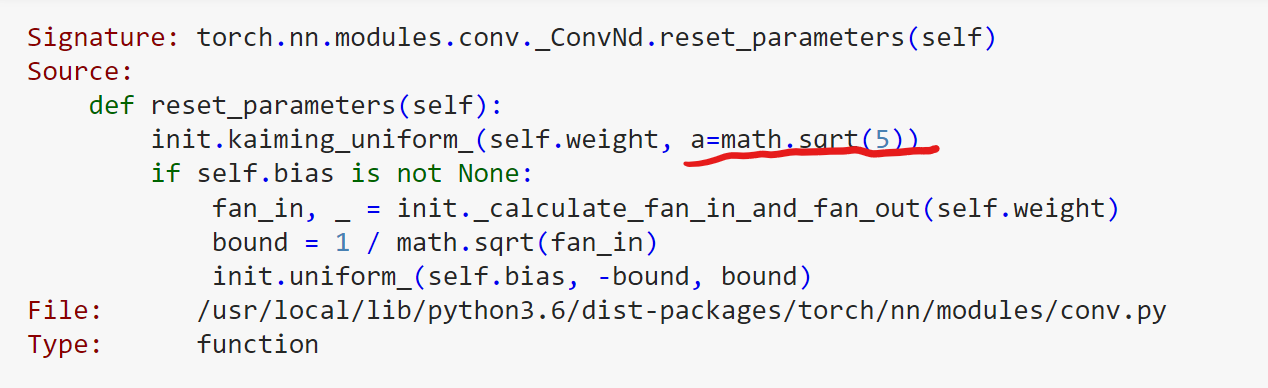 Signature: torch.nn.modules.conv._ConvNd.reset_parameters(self)
Source:
    def reset_parameters(self):
        init.kaiming_uniform_(self.weight, a=math.sqrt(5))
        if self.bias is not None:
            fan_in, _ = init._calculate_fan_in_and_fan_out(self.weight)
            bound = 1 / math.sqrt(fan_in)
            init.uniform_(self.bias, -bound, bound)
File:      /usr/local/lib/python3.6/dist-packages/torch/nn/modules/conv.py
Type:      function